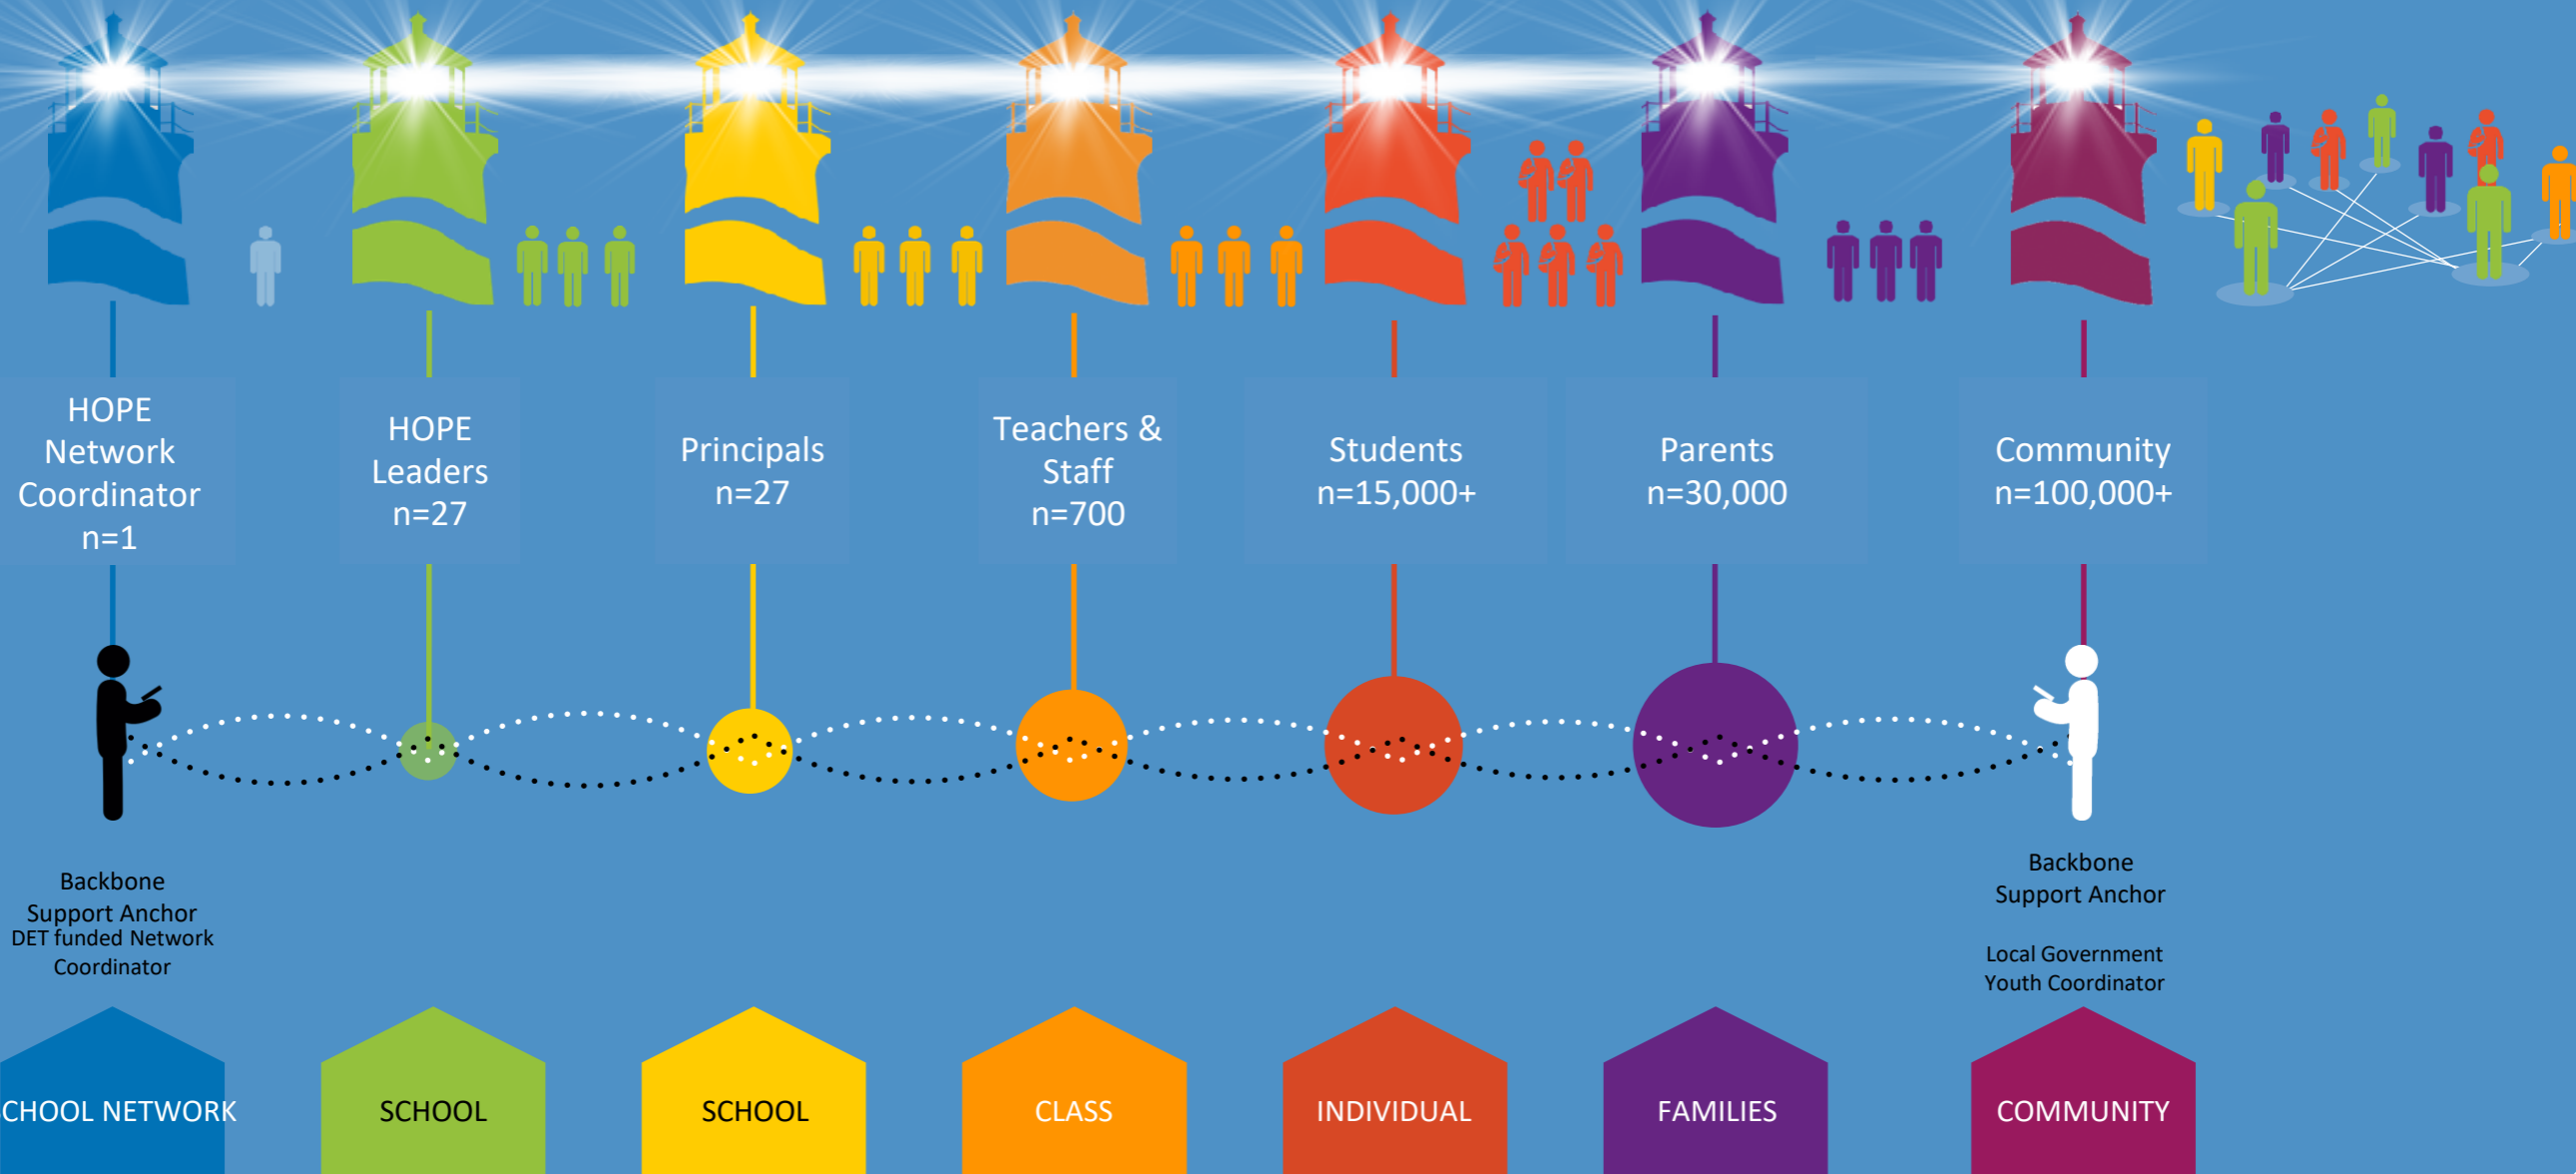 HOPE
Network
Coordinator
n=1
HOPE
Leaders
n=27
Principals
n=27
Teachers &
Staff
n=700
Students
n=15,000+
Parents
n=30,000
Community
n=100,000+
Backbone
Support Anchor
DET funded Network
Coordinator
Backbone
Support Anchor
Local Government
Youth Coordinator
CHOOL NETWORK
SCHOOL
SCHOOL
CLASS
INDIVIDUAL
FAMILIES
COMMUNITY